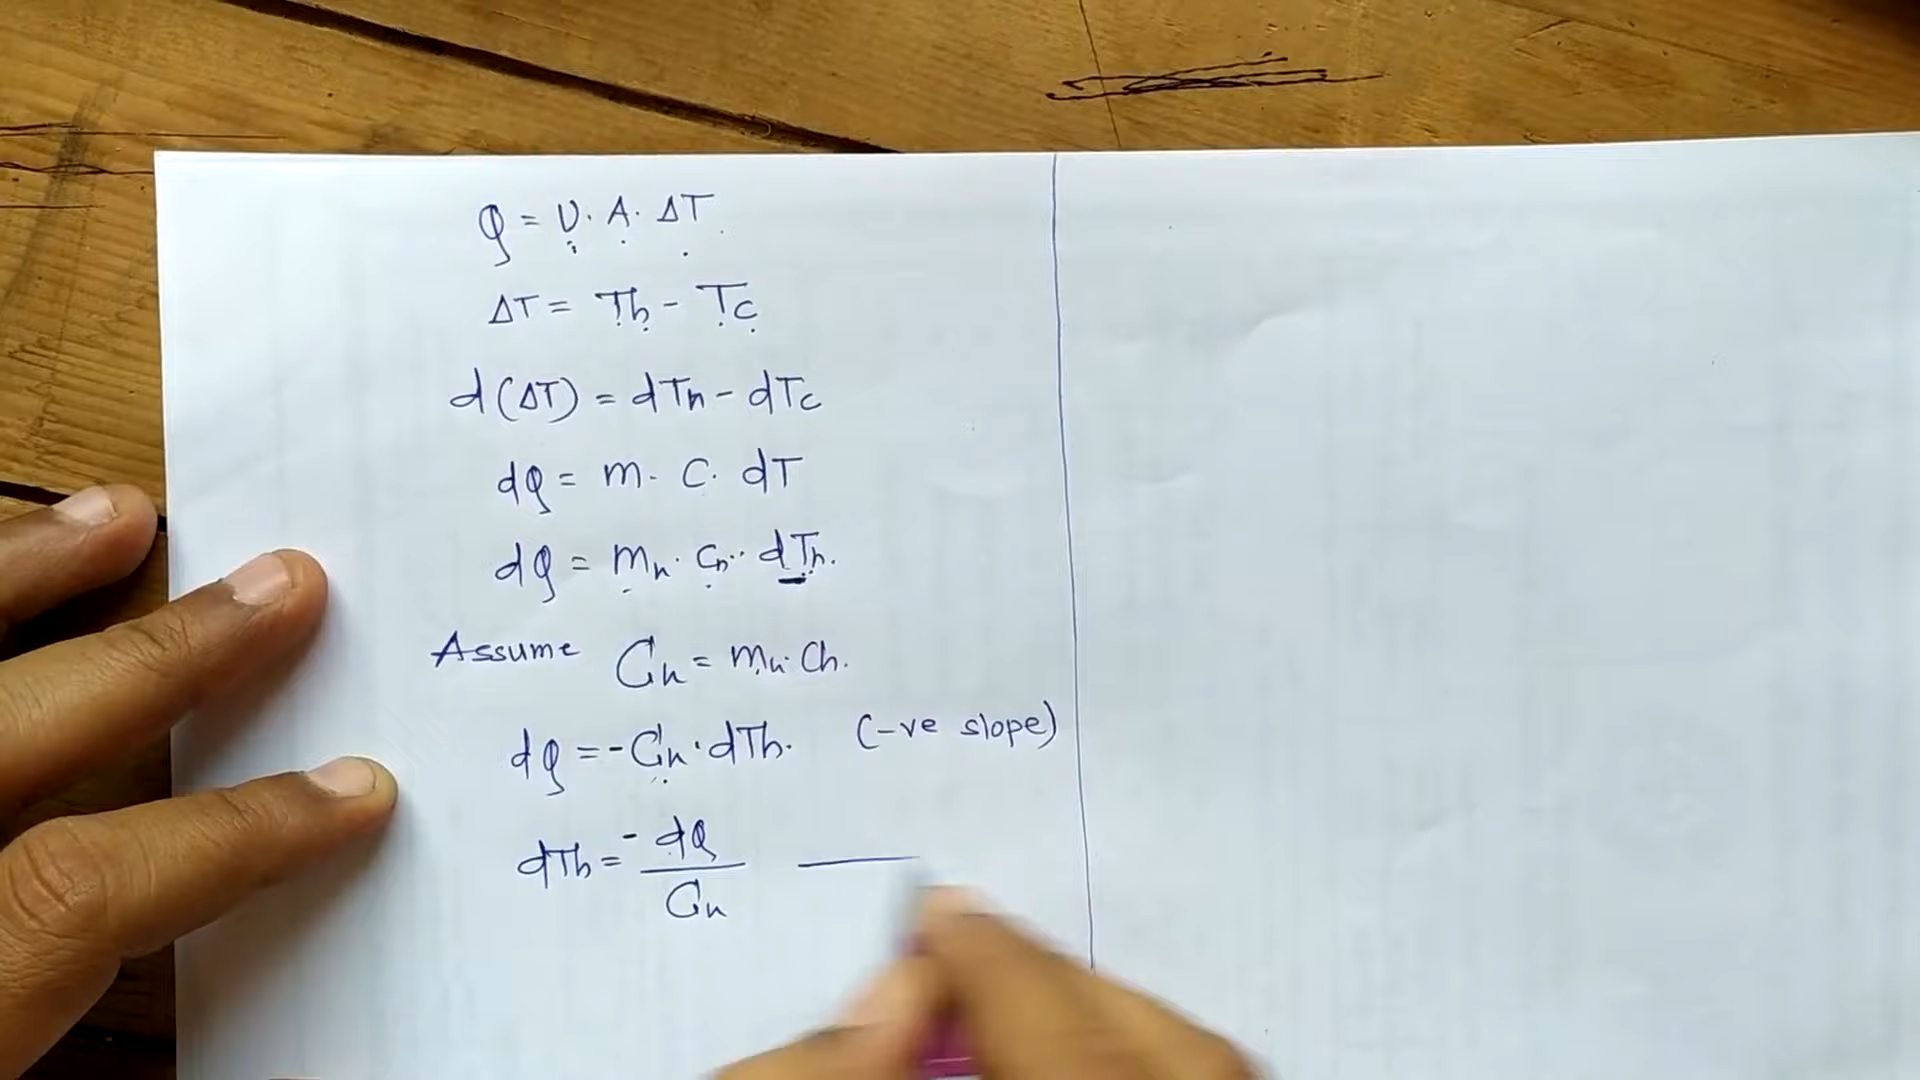 Q = U. A. ΔT
ΔT = Th - Tc
d(ΔT) = dTh - dTc
dQ = m. C. dT
dQ = mh. Ch. dTh.
Assume Ch = mh. Ch.
dQ = -Ch. dTh. (-ve slope)
dTh = -dQ/Ch